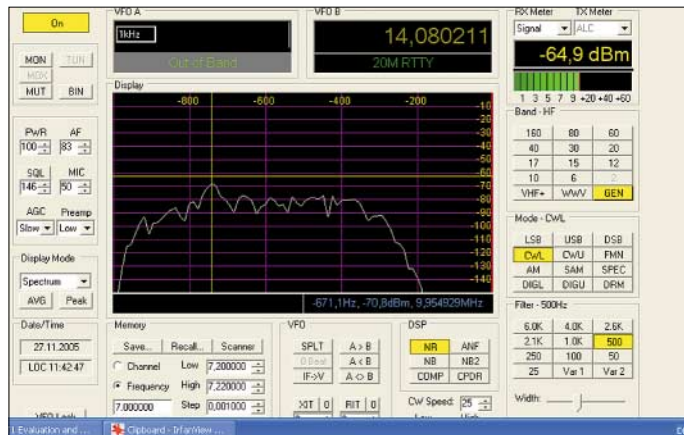 On
MON TUN
MOX
MUT BIN
PWR AF
100 83
SQL MIC
146 50
AGC Preamp
Slow Low
Display Mode
Spectrum
AVG Peak
Date/Time
27.11.2005
LOC 11:42:47
VFO Lock
VFO A
1kHz
Out of Band
VFO B
14,080211
20M RTTY
Display
-800 -600 -400 -200
-10
-20
-30
-40
-50
-60
-70
-80
-90
-100
-110
-120
-130
-140
-671,1Hz, -70,8dBm, 9,954929MHz
Memory
Save... Recall... Scanner
Channel Low 7,200000
Frequency High 7,220000
7.000000 Step 0,001000
VFO
SPLT A > B
0 Beat A < B
IF->V A <> B
XIT 0 RIT 0
DSP
NR ANF
NB NB2
COMP CPDR
CW Speed: 25
Low High
RX Meter TX Meter
Signal ALC
-64,9 dBm
1 3 5 7 9 +20 +40 +60
Band - HF
160 80 60
40 30 20
17 15 12
10 6 2
VHF+ WWV GEN
Mode - CWL
LSB USB DSB
CWL CWU FMN
AM SAM SPEC
DIGL DIGU DRM
Filter - 500Hz
6.0K 4.0K 2.6K
2.1K 1.0K 500
250 100 50
25 Var 1 Var 2
Width:
Evaluation and ...
Clipboard - IrfanView